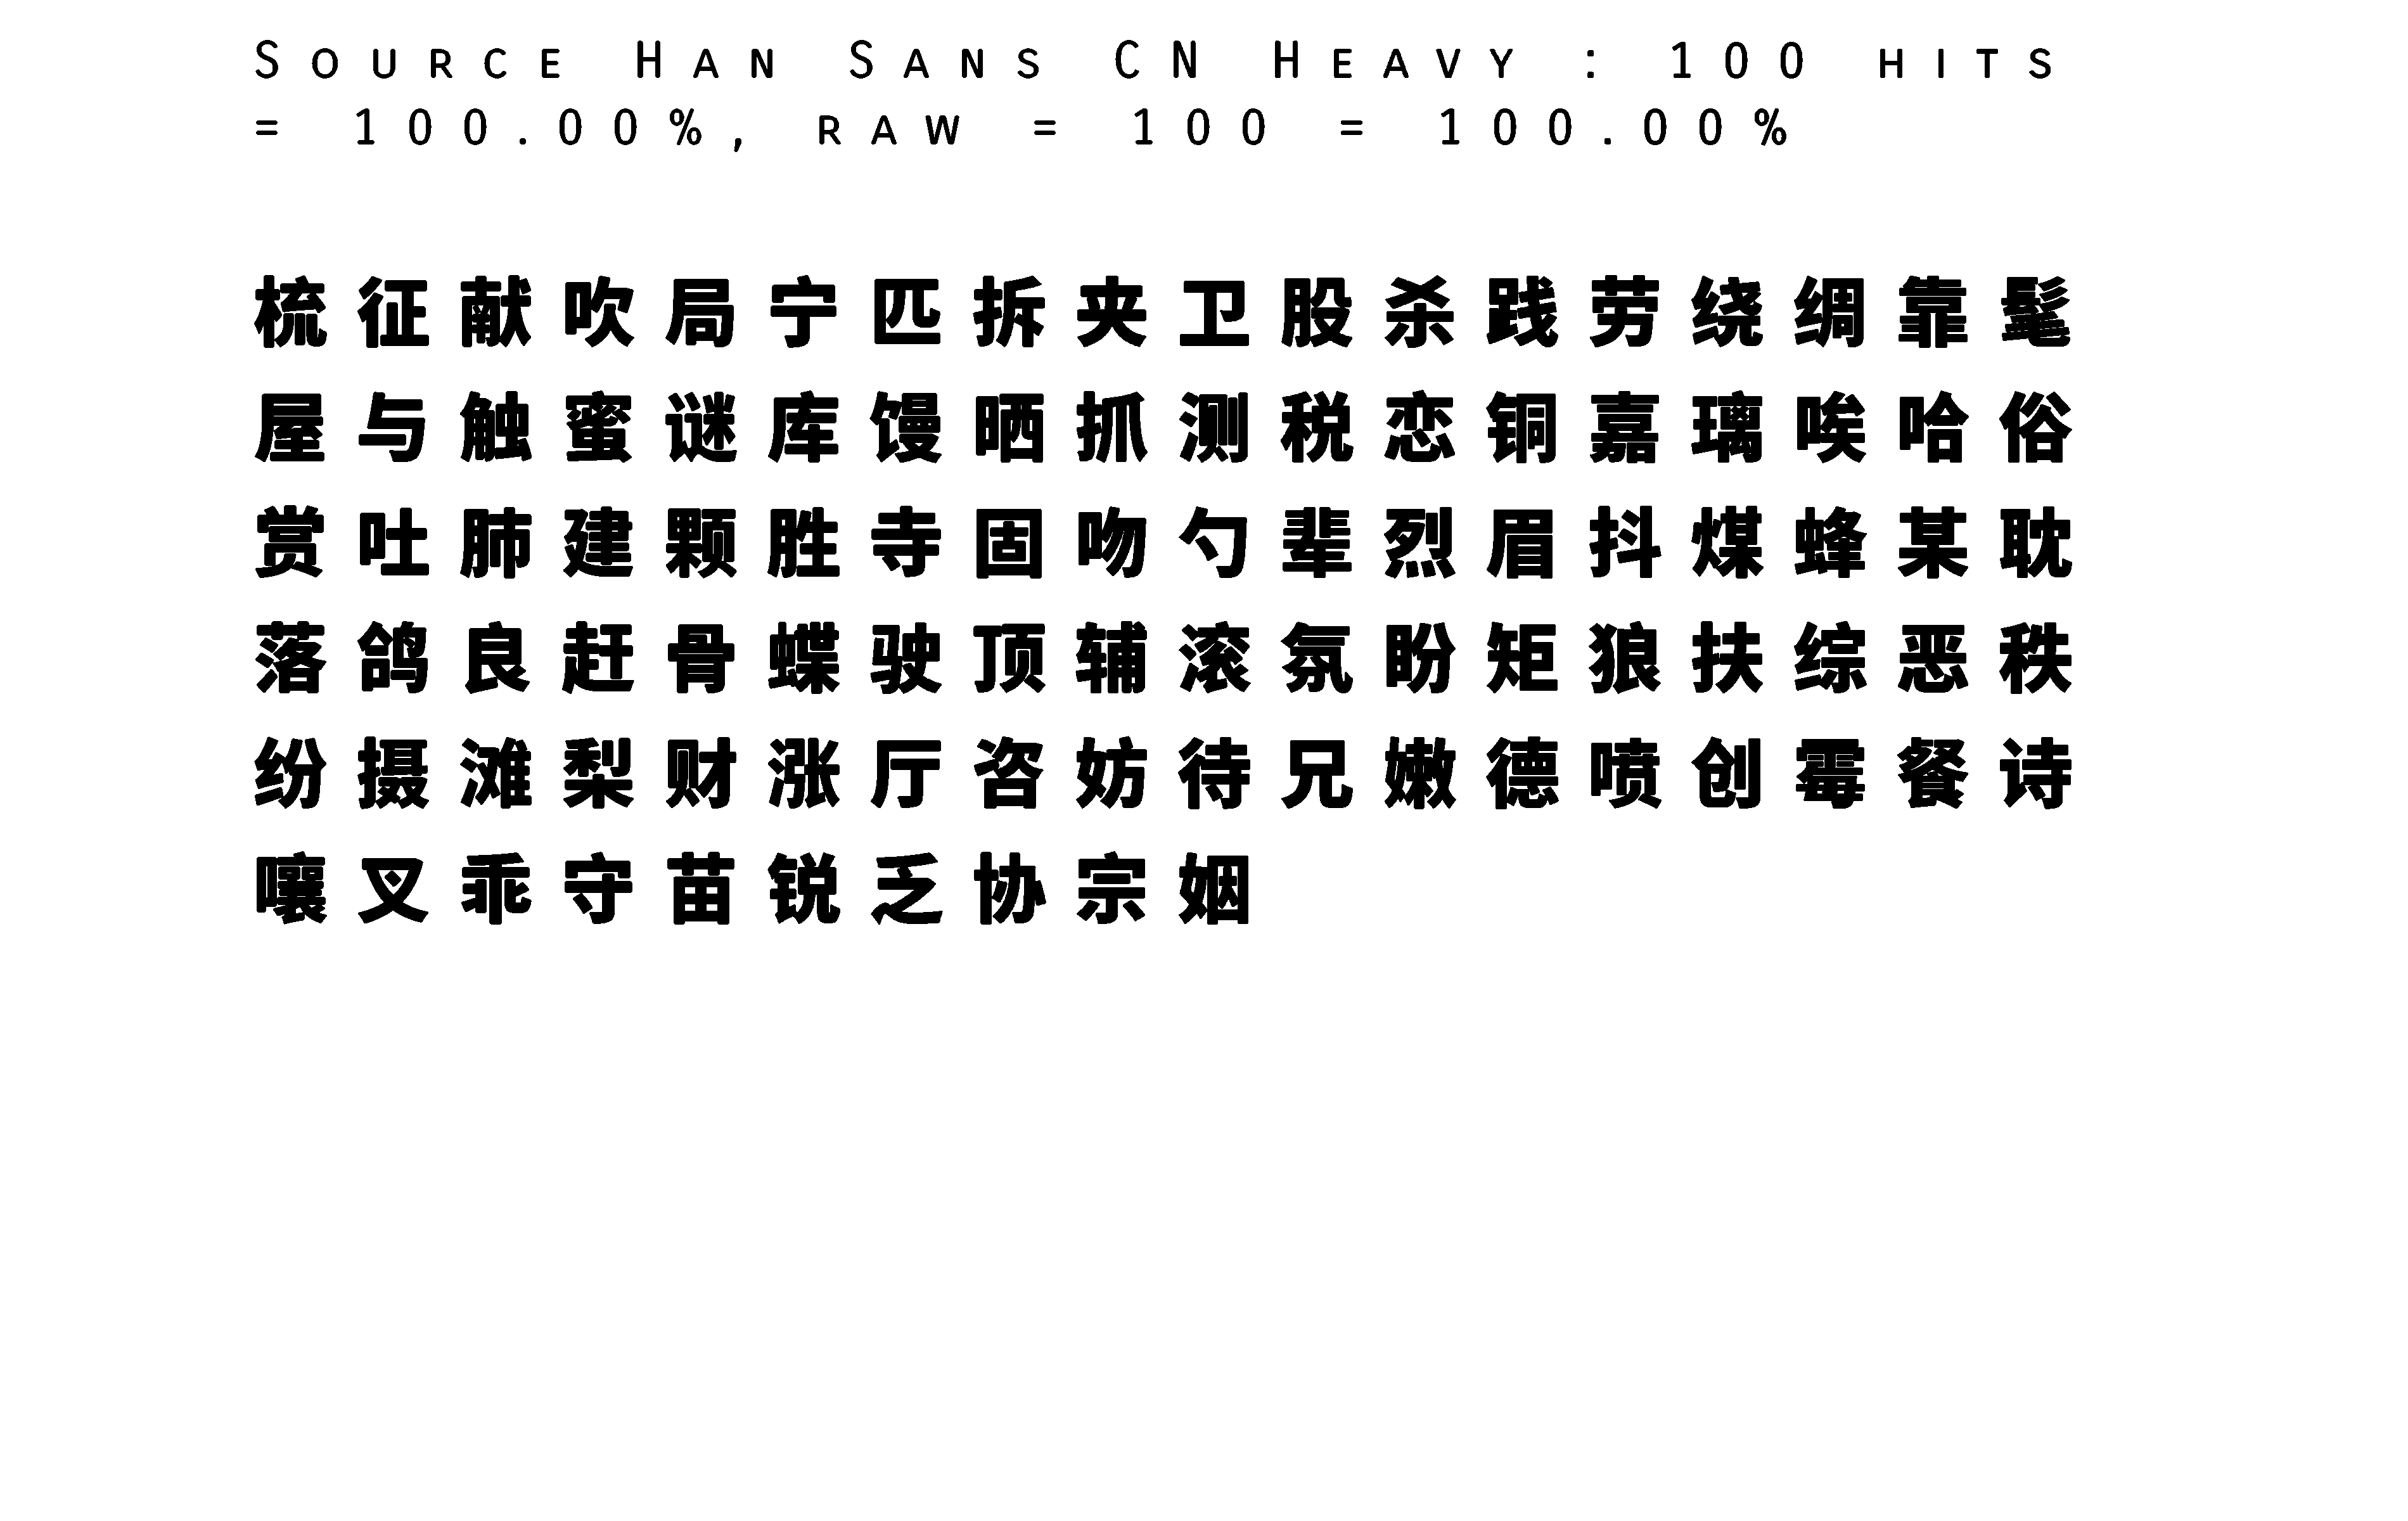 Source Han Sans CN Heavy : 100 hits
= 100.00%, raw = 100 = 100.00%
梳征献吹局宁匹拆夹卫股杀践劳绕绸靠髦
屋与触蜜谜库馒晒抓测税恋铜嘉璃唉哈俗
赏吐肺建颗胜寺固吻勺辈烈眉抖煤蜂某耽
落鸽良赶骨蝶驶顶辅滚氛盼矩狼扶综恶秩
纷摄滩梨财涨厅咨妨待兄嫩德喷创霉餐诗
嚷叉乖守苗锐乏协宗姻